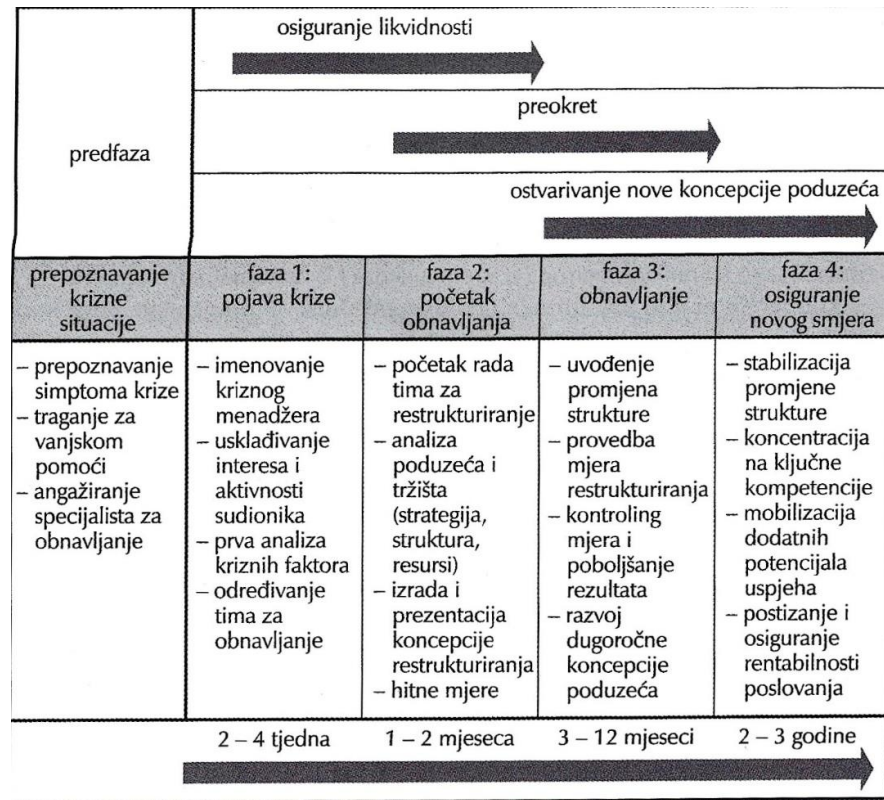 osiguranje likvidnosti
preokret
predfaza
ostvarivanje nove koncepcije poduzeća
prepoznavanje
krizne
situacije
faza 1:
pojava krize
faza 2:
početak
obnavljanja
faza 3:
obnavljanje
faza 4:
osiguranje
novog smjera
– prepoznavanje
simptoma krize
– traganje za
vanjskom
pomoći
– angažiranje
specijalista za
obnavljanje
– imenovanje
kriznog
menadžera
– usklađivanje
interesa i
aktivnosti
sudionika
– prva analiza
kriznih faktora
– određivanje
tima za
obnavljanje
– početak rada
tima za
restrukturiranje
– analiza
poduzeća i
tržišta
(strategija,
struktura,
resursi)
– izrada i
prezentacija
koncepcije
restrukturiranja
– hitne mjere
– uvođenje
promjena
strukture
– provedba
mjera
restrukturiranja
– kontroling
mjera i
poboljšanje
rezultata
– razvoj
dugoročne
koncepcije
poduzeća
– stabilizacija
promjene
strukture
– koncentracija
na ključne
kompetencije
– mobilizacija
dodatnih
potencijala
uspjeha
– postizanje i
osiguranje
rentabilnosti
poslovanja
2 – 4 tjedna
1 – 2 mjeseca
3 – 12 mjeseci
2 – 3 godine